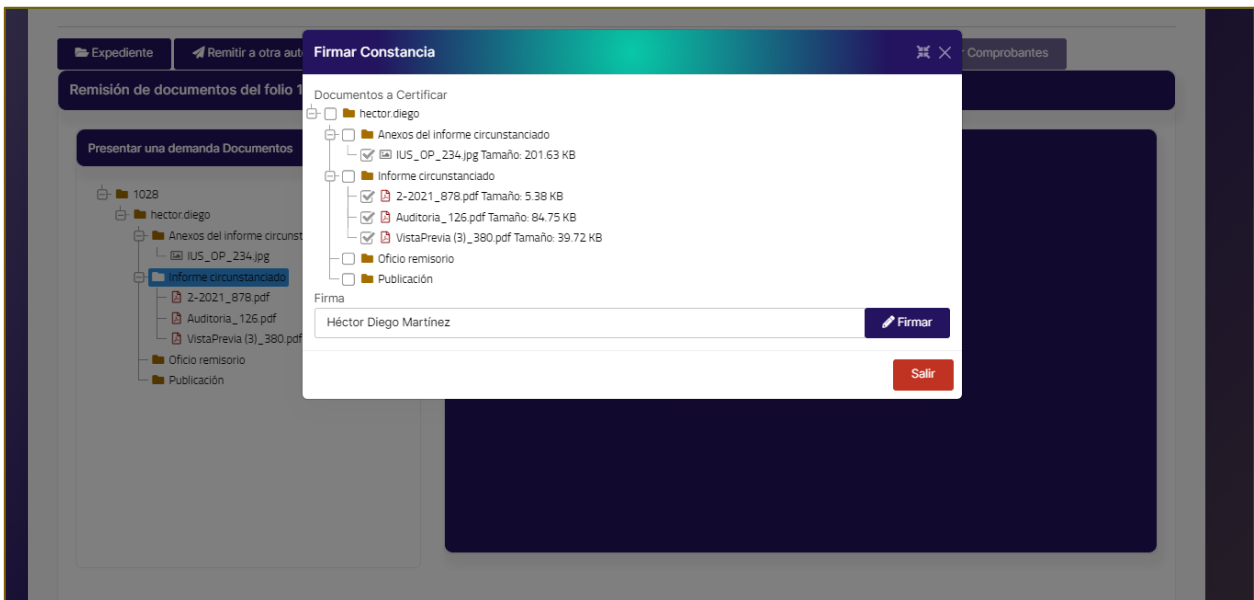 Expediente
Remitir a otra aut
Comprobantes
Remisión de documentos del folio 1
Presentar una demanda Documentos
1028
hector.diego
Anexos del informe circunst
IUS_OP_234.jpg
Informe circunstanciado
2-2021_878.pdf
Auditoria_126.pdf
VistaPrevia (3)_380.pdf
Oficio remisorio
Publicación
Firmar Constancia
Documentos a Certificar
hector.diego
Anexos del informe circunstanciado
IUS_OP_234.jpg Tamaño: 201.63 KB
Informe circunstanciado
2-2021_878.pdf Tamaño: 5.38 KB
Auditoria_126.pdf Tamaño: 84.75 KB
VistaPrevia (3)_380.pdf Tamaño: 39.72 KB
Oficio remisorio
Publicación
Firma
Héctor Diego Martínez
Firmar
Salir